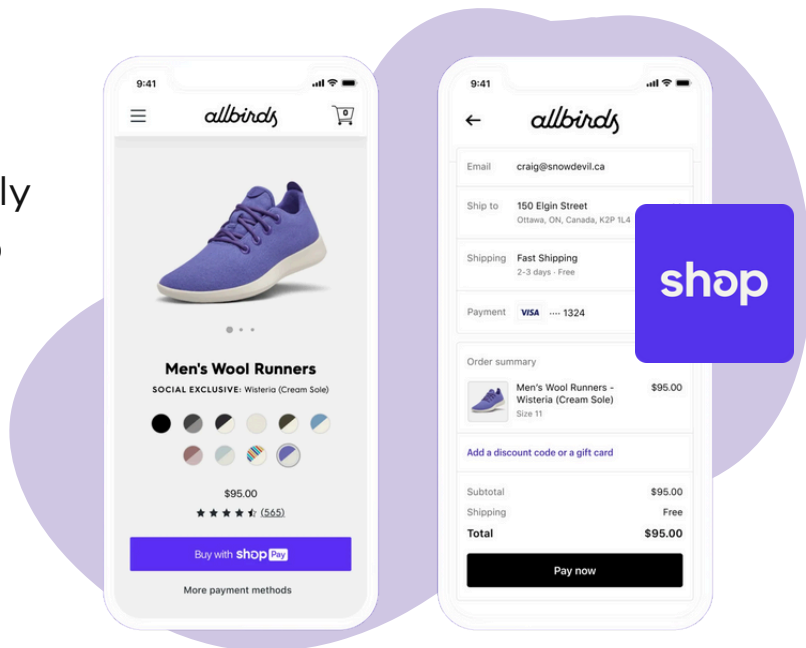 ly
9:41
allbirds
0
Men's Wool Runners
SOCIAL EXCLUSIVE: Wisteria (Cream Sole)
$95.00
(565)
Buy with shop Pay
More payment methods
9:41
allbirds
Email craig@snowdevil.ca
Ship to 150 Elgin Street
Ottawa, ON, Canada, K2P 1L4
Shipping Fast Shipping
2-3 days · Free
Payment VISA ···· 1324
shop
Order summary
Men's Wool Runners - $95.00
Wisteria (Cream Sole)
Size 11
Add a discount code or a gift card
Subtotal $95.00
Shipping Free
Total $95.00
Pay now